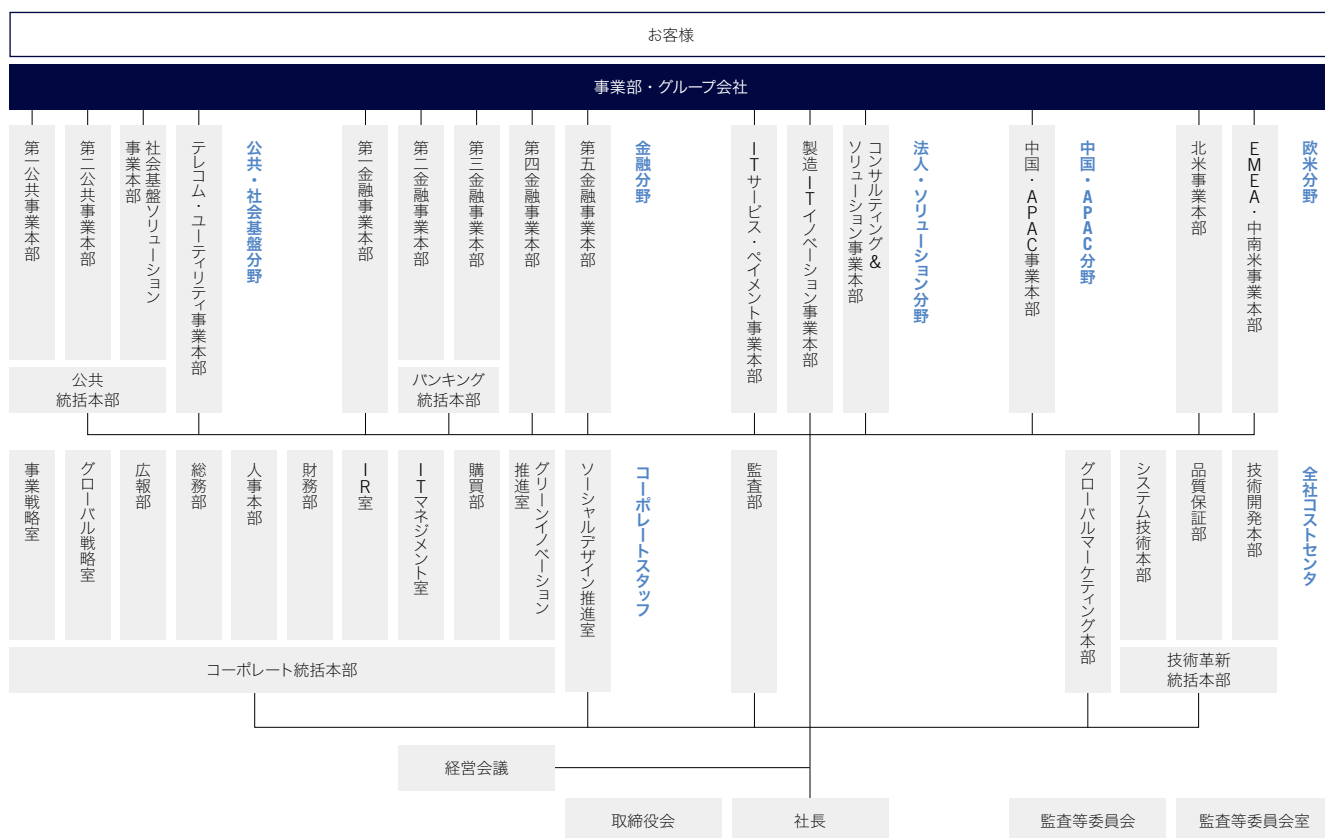 お客様
事業部・グループ会社
第一公共事業本部
第二公共事業本部
社会基盤ソリューション
事業本部
テレコム・ユーティリティ事業本部
公共・社会基盤分野
第一金融事業本部
第二金融事業本部
第三金融事業本部
第四金融事業本部
第五金融事業本部
金融分野
ITサービス・ペイメント事業本部
製造ITイノベーション事業本部
コンサルティング&
ソリューション事業本部
法人・ソリューション分野
中国・APAC事業本部
中国・APAC分野
北米事業本部
EMEA・中南米事業本部
欧米分野
公共
統括本部
バンキング
統括本部
事業戦略室
グローバル戦略室
広報部
総務部
人事本部
財務部
IR室
ITマネジメント室
購買部
グリーンイノベーション
推進室
ソーシャルデザイン推進室
コーポレートスタッフ
監査部
グローバルマーケティング本部
システム技術本部
品質保証部
技術開発本部
全社コストセンタ
コーポレート統括本部
技術革新
統括本部
経営会議
取締役会
社長
監査等委員会
監査等委員会室